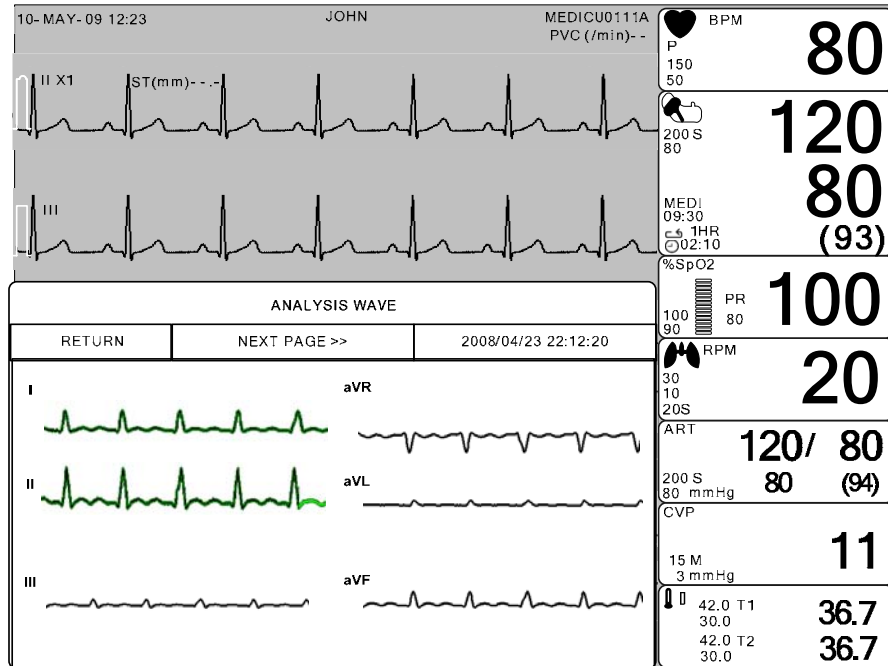 10-MAY-09 12:23 JOHN MEDICU0111A
PVC (/min)--
II X1 ST(mm)--.-
III
ANALYSIS WAVE
RETURN NEXT PAGE >> 2008/04/23 22:12:20
I aVR
II aVL
III aVF
BPM
P
150
50
80
200 S
80
120
80
MEDI
09:30
1HR
02:10
(93)
%SpO2
100
90
PR
80
100
RPM
30
10
20S
20
ART
120/ 80
200 S
80 mmHg
80 (94)
CVP
15 M
3 mmHg
11
42.0 T1
30.0
36.7
42.0 T2
30.0
36.7